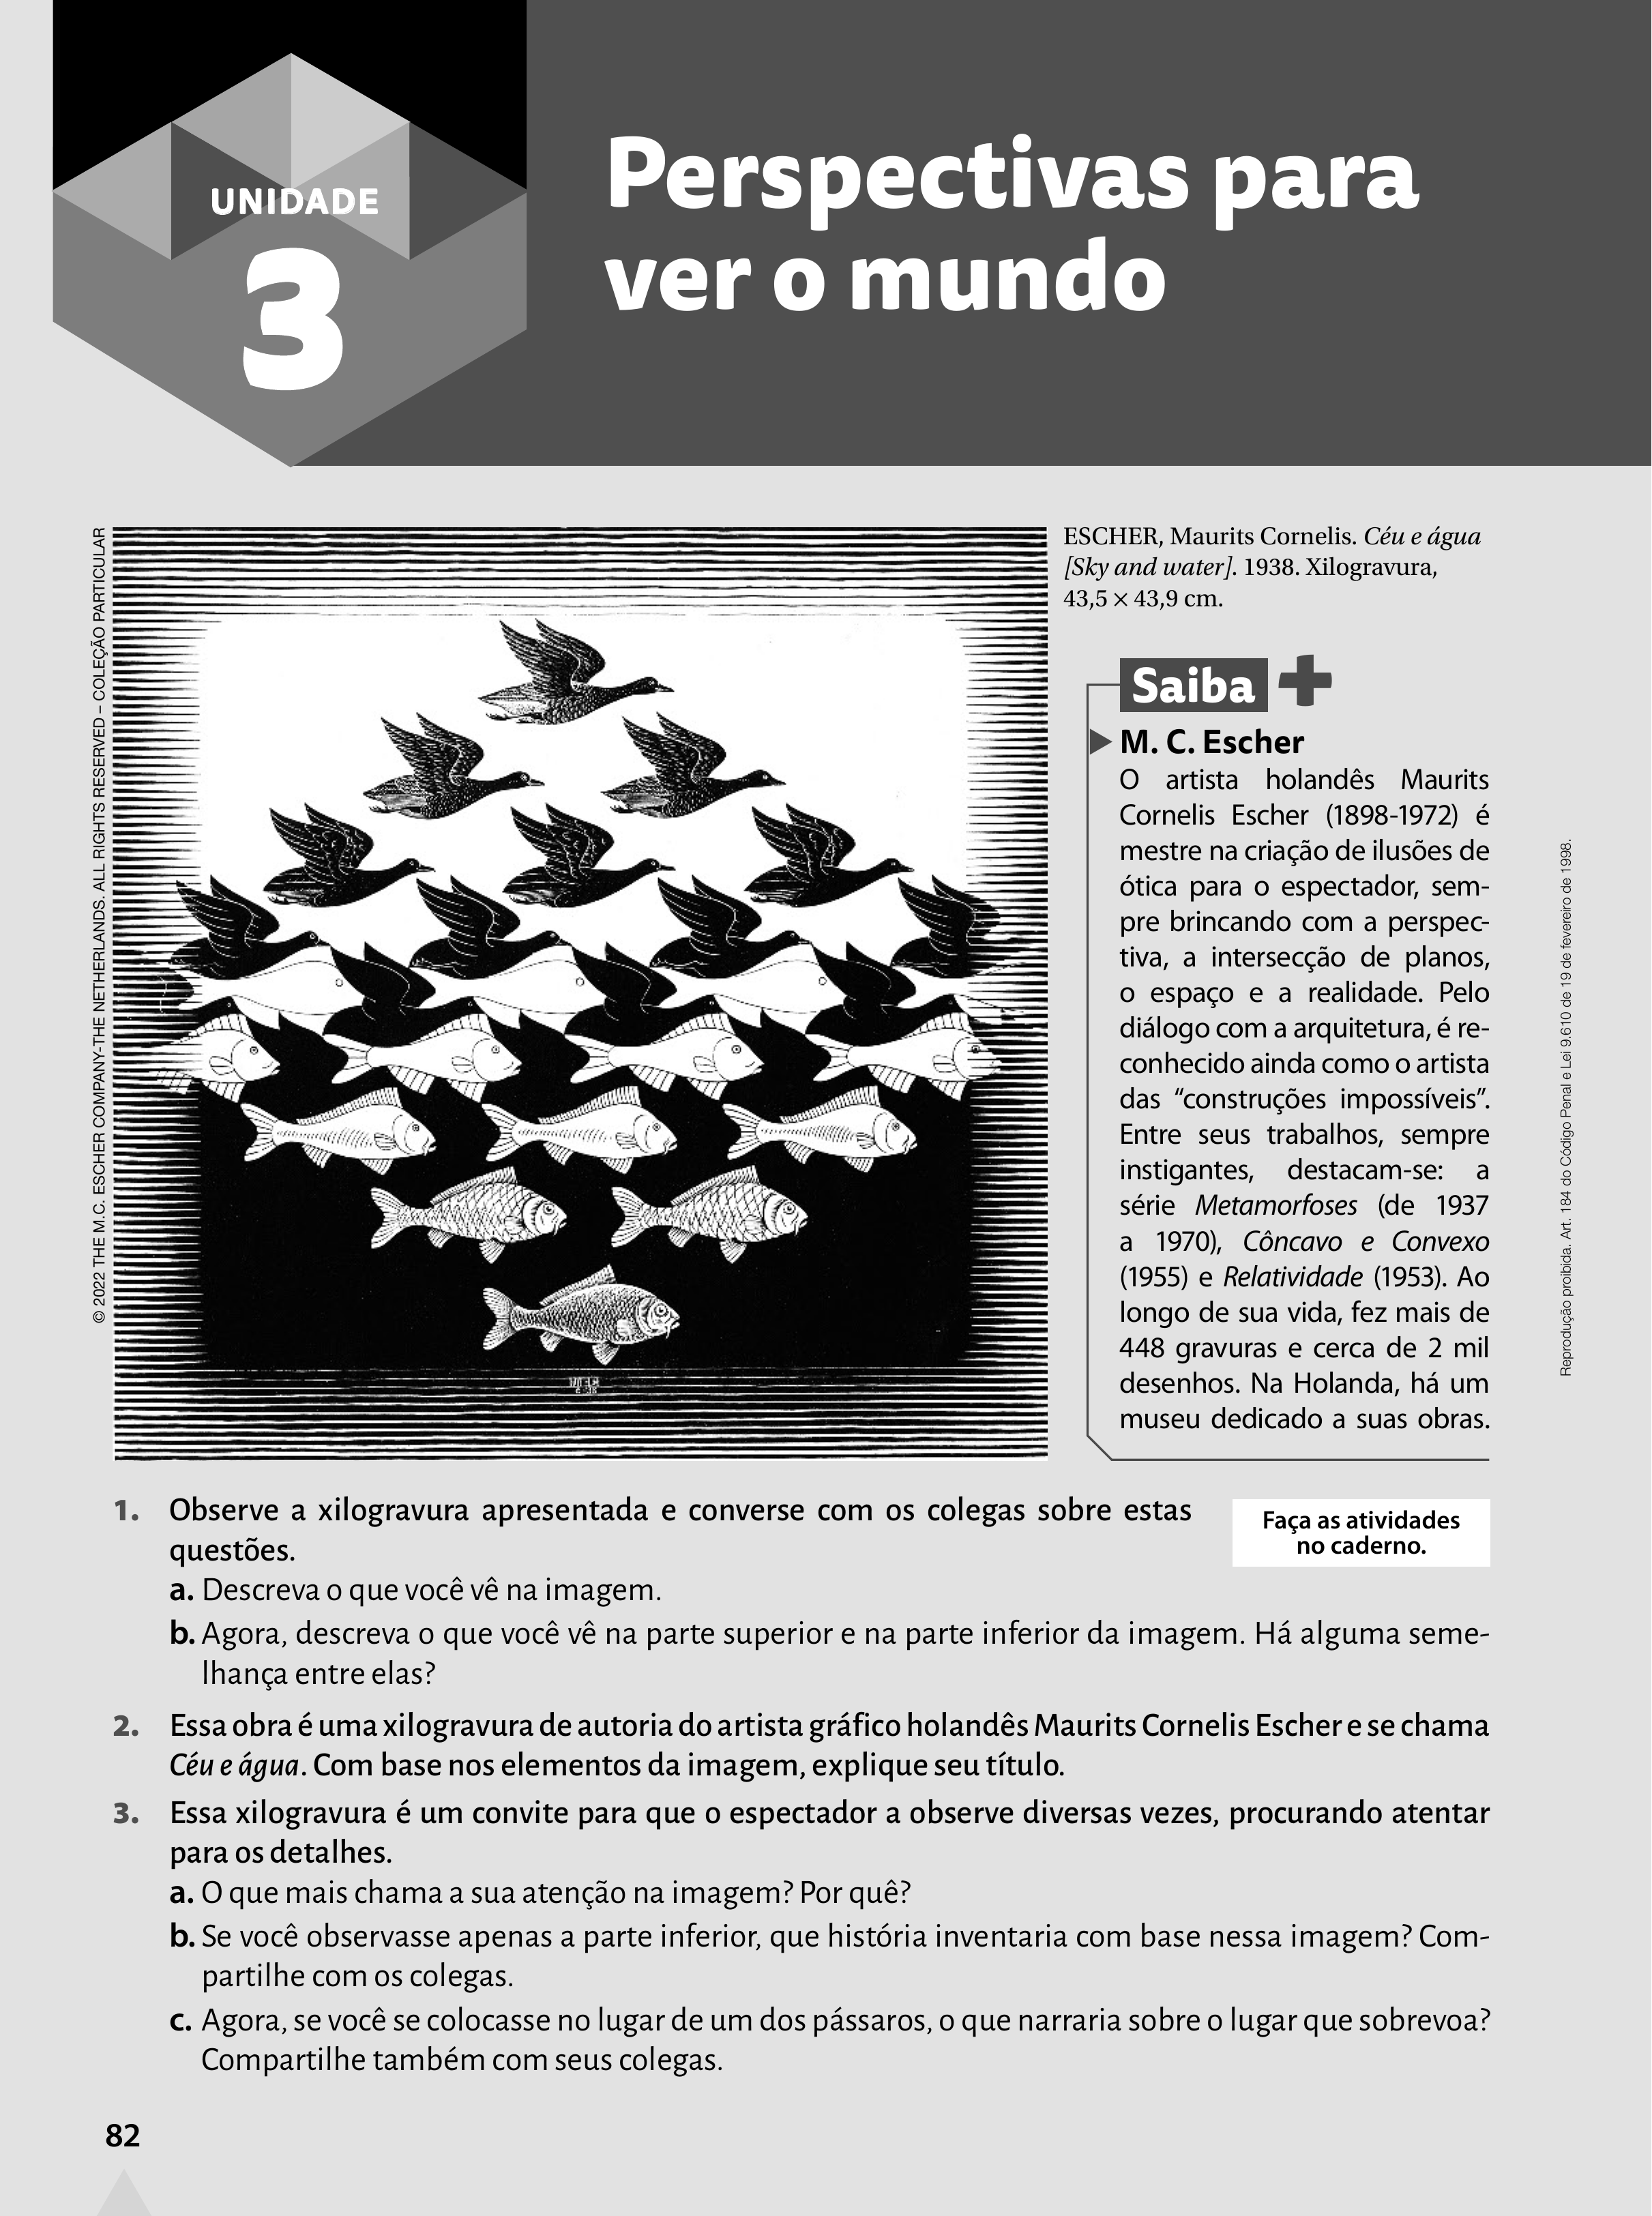 UNIDADE
3
Perspectivas para
ver o mundo
© 2022 THE M.C. ESCHER COMPANY-THE NETHERLANDS. ALL RIGHTS RESERVED – COLEÇÃO PARTICULAR
ESCHER, Maurits Cornelis. Céu e água
[Sky and water]. 1938. Xilogravura,
43,5 × 43,9 cm.
Saiba +
M. C. Escher
O artista holandês Maurits
Cornelis Escher (1898-1972) é
mestre na criação de ilusões de
ótica para o espectador, sem-
pre brincando com a perspec-
tiva, a intersecção de planos,
o espaço e a realidade. Pelo
diálogo com a arquitetura, é re-
conhecido ainda como o artista
das “construções impossíveis”.
Entre seus trabalhos, sempre
instigantes, destacam-se: a
série Metamorfoses (de 1937
a 1970), Côncavo e Convexo
(1955) e Relatividade (1953). Ao
longo de sua vida, fez mais de
448 gravuras e cerca de 2 mil
desenhos. Na Holanda, há um
museu dedicado a suas obras.
Reprodução proibida. Art. 184 do Código Penal e Lei 9.610 de 19 de fevereiro de 1998.
1. Observe a xilogravura apresentada e converse com os colegas sobre estas
questões.
Faça as atividades
no caderno.
a. Descreva o que você vê na imagem.
b. Agora, descreva o que você vê na parte superior e na parte inferior da imagem. Há alguma seme-
lhança entre elas?
2. Essa obra é uma xilogravura de autoria do artista gráfico holandês Maurits Cornelis Escher e se chama
Céu e água. Com base nos elementos da imagem, explique seu título.
3. Essa xilogravura é um convite para que o espectador a observe diversas vezes, procurando atentar
para os detalhes.
a. O que mais chama a sua atenção na imagem? Por quê?
b. Se você observasse apenas a parte inferior, que história inventaria com base nessa imagem? Com-
partilhe com os colegas.
c. Agora, se você se colocasse no lugar de um dos pássaros, o que narraria sobre o lugar que sobrevoa?
Compartilhe também com seus colegas.
82